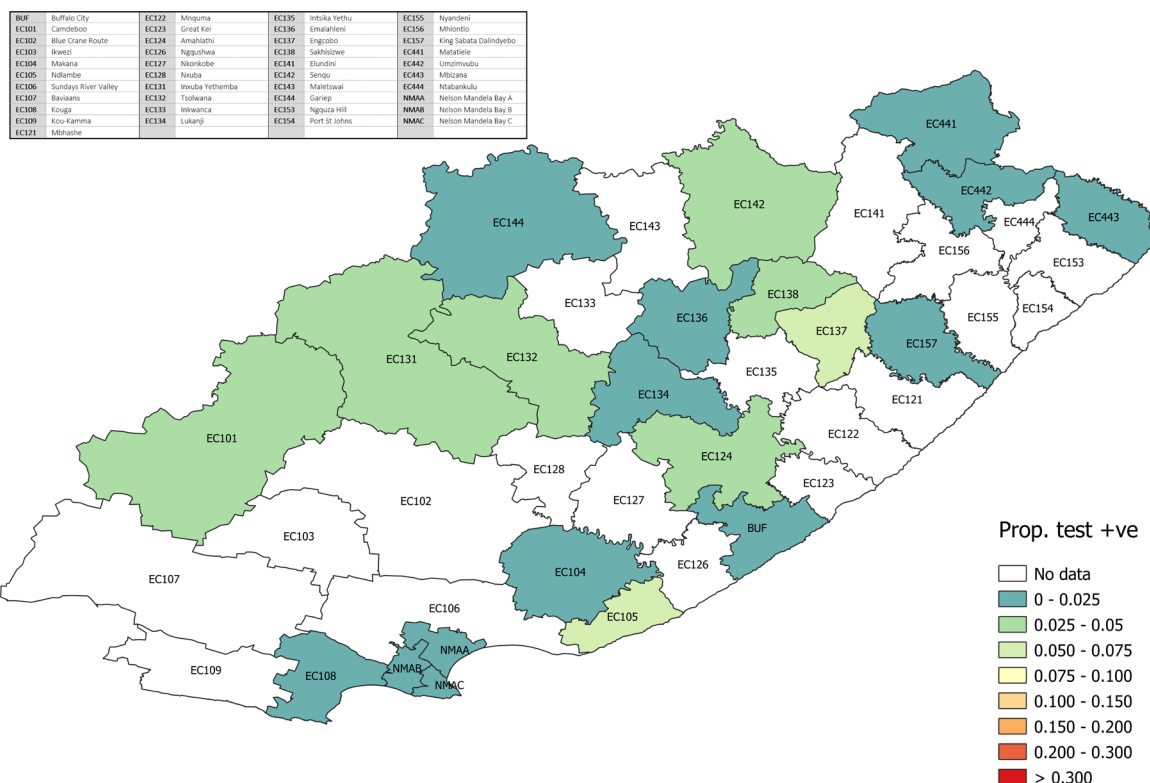 BUF Buffalo City EC122 Mnquma EC135 Intsika Yethu EC155 Nyandeni
EC101 Camdeboo EC123 Great Kei EC136 Emalahleni EC156 Mhlontlo
EC102 Blue Crane Route EC124 Amahlathi EC137 Engcobo EC157 King Sabata Dalindyebo
EC103 Ikwezi EC126 Ngqushwa EC138 Sakhisizwe EC441 Matatiele
EC104 Makana EC127 Nkonkobe EC141 Elundini EC442 Umzimvubu
EC105 Ndlambe EC128 Nxuba EC142 Senqu EC443 Mbizana
EC106 Sundays River Valley EC131 Inxuba Yethemba EC143 Maletswai EC444 Ntabankulu
EC107 Baviaans EC132 Tsolwana EC144 Gariep NMAA Nelson Mandela Bay A
EC108 Kouga EC133 Inkwanca EC153 Ngquza Hill NMAB Nelson Mandela Bay B
EC109 Kou-Kamma EC134 Lukanji EC154 Port St Johns NMAC Nelson Mandela Bay C
EC121 Mbhashe
EC441
EC442
EC443
EC142
EC141
EC144
EC143
EC444
EC156
EC153
EC138
EC133
EC154
EC136
EC155
EC137
EC157
EC132
EC131
EC135
EC134
EC121
EC122
EC101
EC124
EC128
EC123
EC102
EC127
BUF
EC103
EC126
EC104
EC107
EC106
EC105
NMAA
NMAB
EC109
EC108
NMAC
Prop. test +ve
No data
0 - 0.025
0.025 - 0.05
0.050 - 0.075
0.075 - 0.100
0.100 - 0.150
0.150 - 0.200
0.200 - 0.300
> 0.300